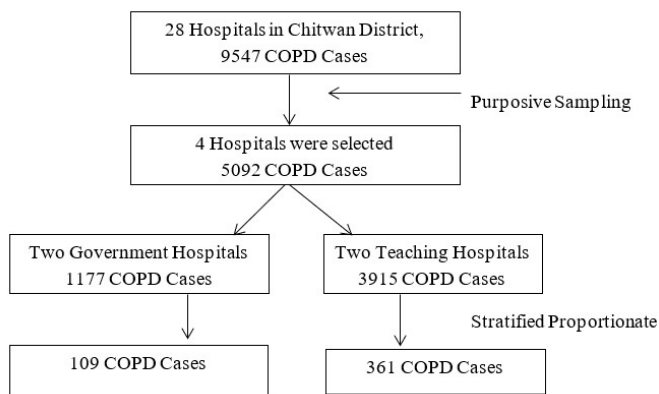 28 Hospitals in Chitwan District,
9547 COPD Cases
Purposive Sampling
4 Hospitals were selected
5092 COPD Cases
Two Government Hospitals
1177 COPD Cases
Two Teaching Hospitals
3915 COPD Cases
Stratified Proportionate
109 COPD Cases
361 COPD Cases